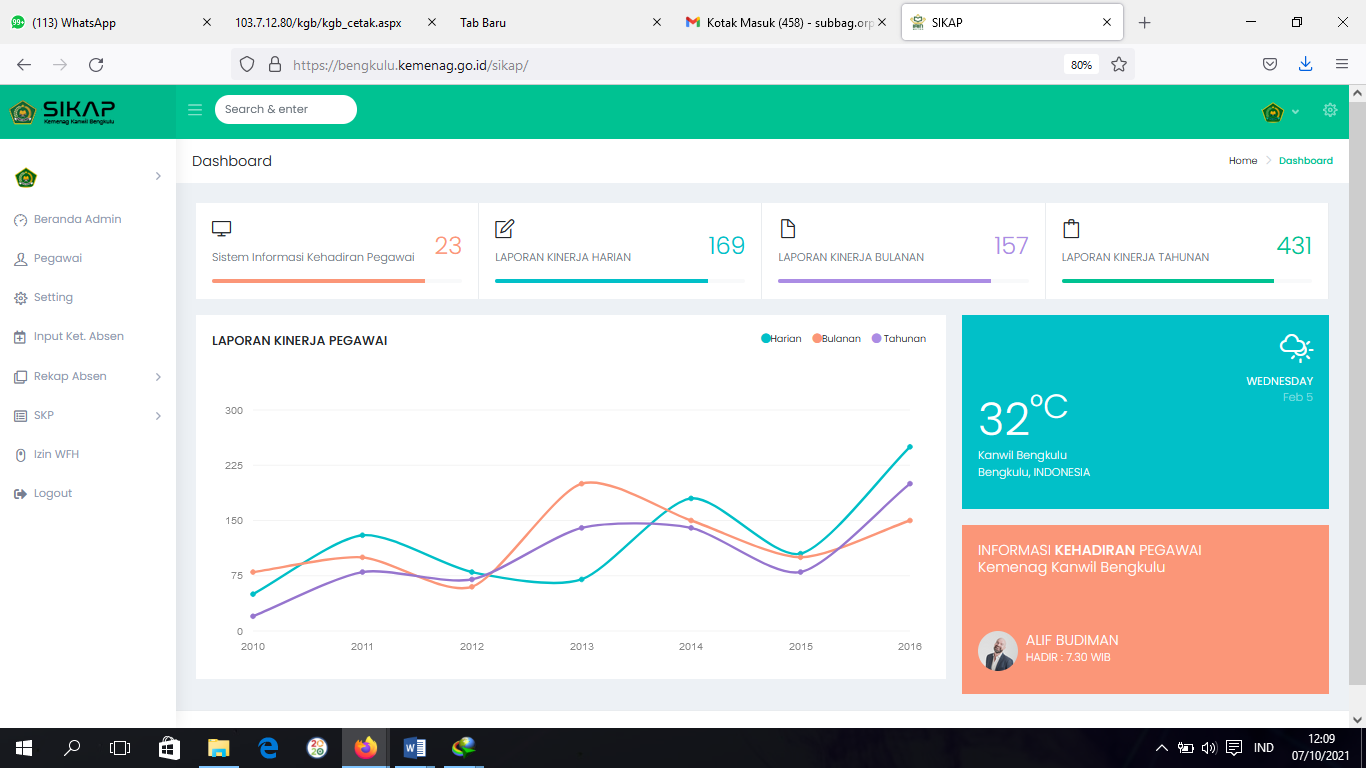 99+
(113) WhatsApp
103.7.12.80/kgb/kgb_cetak.aspx
Tab Baru
Kotak Masuk (458) - subbag.orp
SIKAP
https://bengkulu.kemenag.go.id/sikap/
80%
SIKAP
Kemenag Kanwil Bengkulu
Search & enter
Dashboard
Home
Dashboard
Beranda Admin
Pegawai
Setting
Input Ket. Absen
Rekap Absen
SKP
Izin WFH
Logout
Sistem Informasi Kehadiran Pegawai
23
LAPORAN KINERJA HARIAN
169
LAPORAN KINERJA BULANAN
157
LAPORAN KINERJA TAHUNAN
431
LAPORAN KINERJA PEGAWAI
Harian Bulanan Tahunan
300
225
150
75
0
2010 2011 2012 2013 2014 2015 2016
WEDNESDAY
Feb 5
32°C
Kanwil Bengkulu
Bengkulu, INDONESIA
INFORMASI KEHADIRAN PEGAWAI
Kemenag Kanwil Bengkulu
ALIF BUDIMAN
HADIR : 7.30 WIB
IND
12:09
07/10/2021